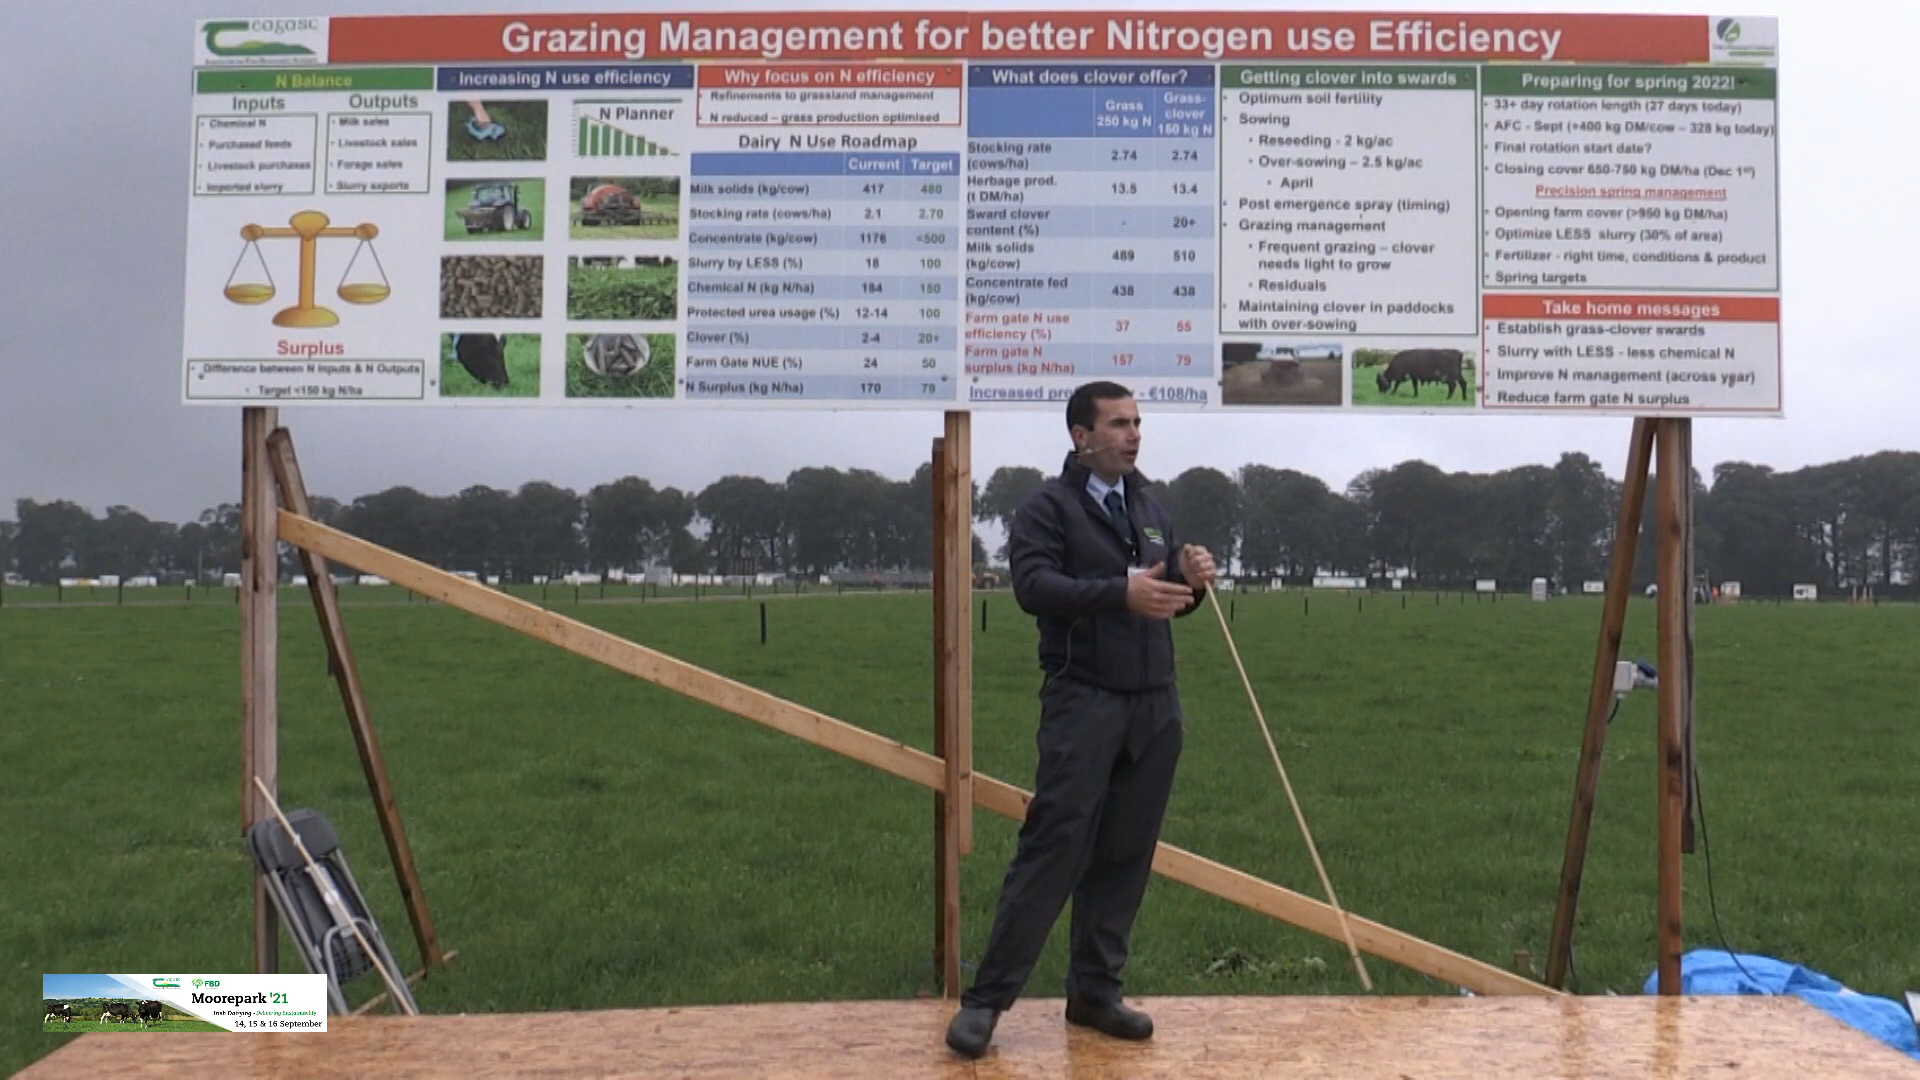 Teagasc
Grazing Management for better Nitrogen use Efficiency
N Balance
Inputs
Chemical N
Purchased feeds
Livestock purchases
Imported slurry
Outputs
Milk sales
Livestock sales
Forage sales
Slurry exports
Surplus
Difference between N Inputs & N Outputs
Target <150 kg N/ha
Increasing N use efficiency
N Planner
Why focus on N efficiency
Refinements to grassland management
N reduced – grass production optimised
Dairy N Use Roadmap
Current Target
Milk solids (kg/cow) 417 480
Stocking rate (cows/ha) 2.1 2.70
Concentrate (kg/cow) 1176 <500
Slurry by LESS (%) 18 100
Chemical N (kg N/ha) 184 150
Protected urea usage (%) 12-14 100
Clover (%) 2-4 20+
Farm Gate NUE (%) 24 50
N Surplus (kg N/ha) 170 79
What does clover offer?
Grass 250 kg N
Grass-clover 150 kg N
Stocking rate (cows/ha) 2.74 2.74
Herbage prod. (t DM/ha) 13.5 13.4
Sward clover content (%) - 20+
Milk solids (kg/cow) 489 510
Concentrate fed (kg/cow) 438 438
Farm gate N use efficiency (%) 37 55
Farm gate N surplus (kg N/ha) 157 79
Increased - €108/ha
Getting clover into swards
Optimum soil fertility
Sowing
Reseeding - 2 kg/ac
Over-sowing – 2.5 kg/ac
April
Post emergence spray (timing)
Grazing management
Frequent grazing – clover
needs light to grow
Residuals
Maintaining clover in paddocks
with over-sowing
Preparing for spring 2022!
33+ day rotation length (27 days today)
AFC - Sept (+400 kg DM/cow – 328 kg today)
Final rotation start date?
Closing cover 650-750 kg DM/ha (Dec 1st)
Precision spring management
Opening farm cover (>950 kg DM/ha)
Optimize LESS slurry (30% of area)
Fertilizer - right time, conditions & product
Spring targets
Take home messages
Establish grass-clover swards
Slurry with LESS - less chemical N
Improve N management (across year)
Reduce farm gate N surplus
FBD
Moorepark '21
Irish Dairying - Delivering Sustainability
14, 15 & 16 September